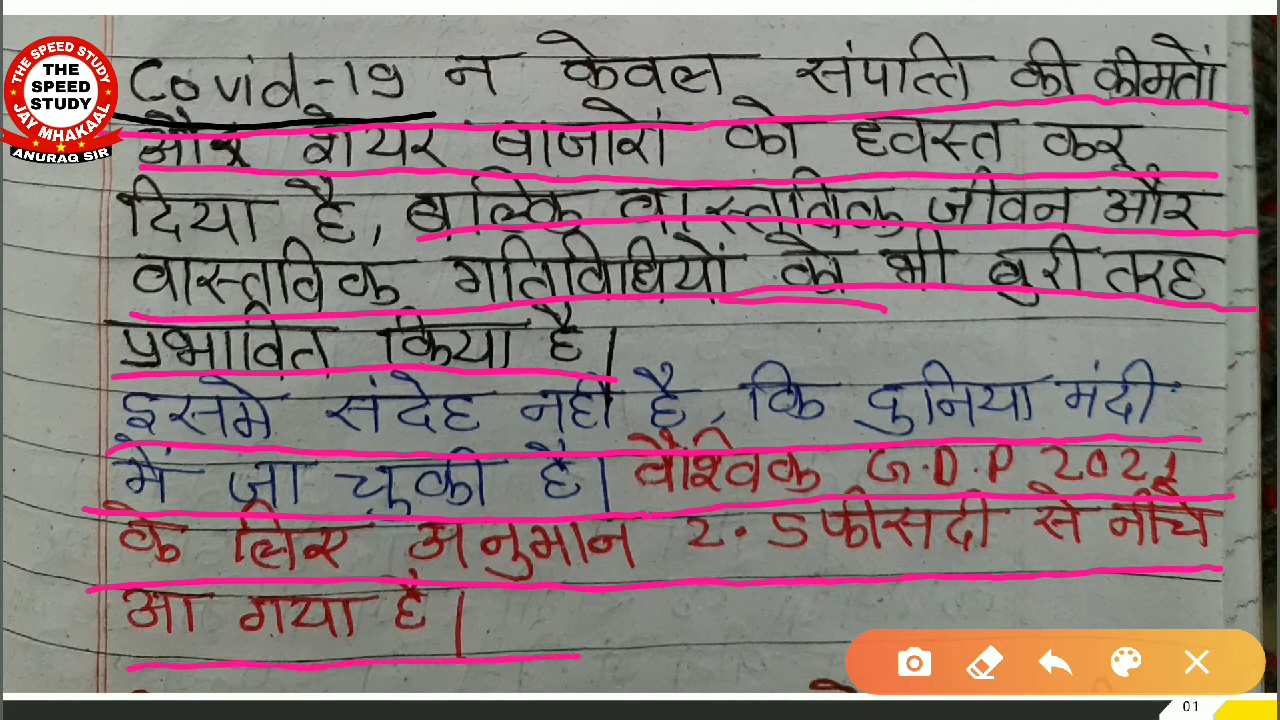 THE SPEED STUDY
THE
SPEED
STUDY
JAY MHAKAAL
ANURAG SIR
Covid-19 न केवल संपत्ति की कीमतों
और शेयर बाजारों को ध्वस्त कर
दिया है, बल्कि वास्तविक जीवन और
वास्तविक गतिविधियों को भी बुरी तरह
प्रभावित किया है।
इसमे संदेह नहीं है, कि दुनिया मंदी
में जा चुकी है। वैश्विक G.D.P 2021
के लिए अनुमान 2.5 फीसदी से नीचे
आ गया है।
01